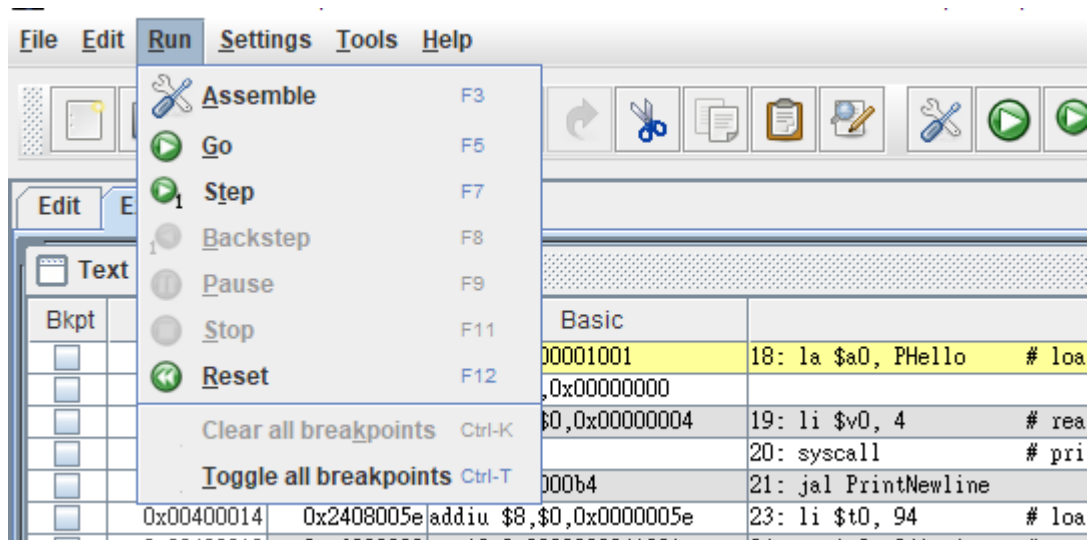 File Edit Run Settings Tools Help
Assemble F3
Go F5
Step F7
Backstep F8
Pause F9
Stop F11
Reset F12
Clear all breakpoints Ctrl-K
Toggle all breakpoints Ctrl-T
Edit E
Text
Bkpt Basic
00001001 18: la $a0, PHello # loa
,0x00000000
$0,0x00000004 19: li $v0, 4 # rea
20: syscall # pri
000b4 21: jal PrintNewline
0x00400014 0x2408005e addiu $8,$0,0x0000005e 23: li $t0, 94 # loa